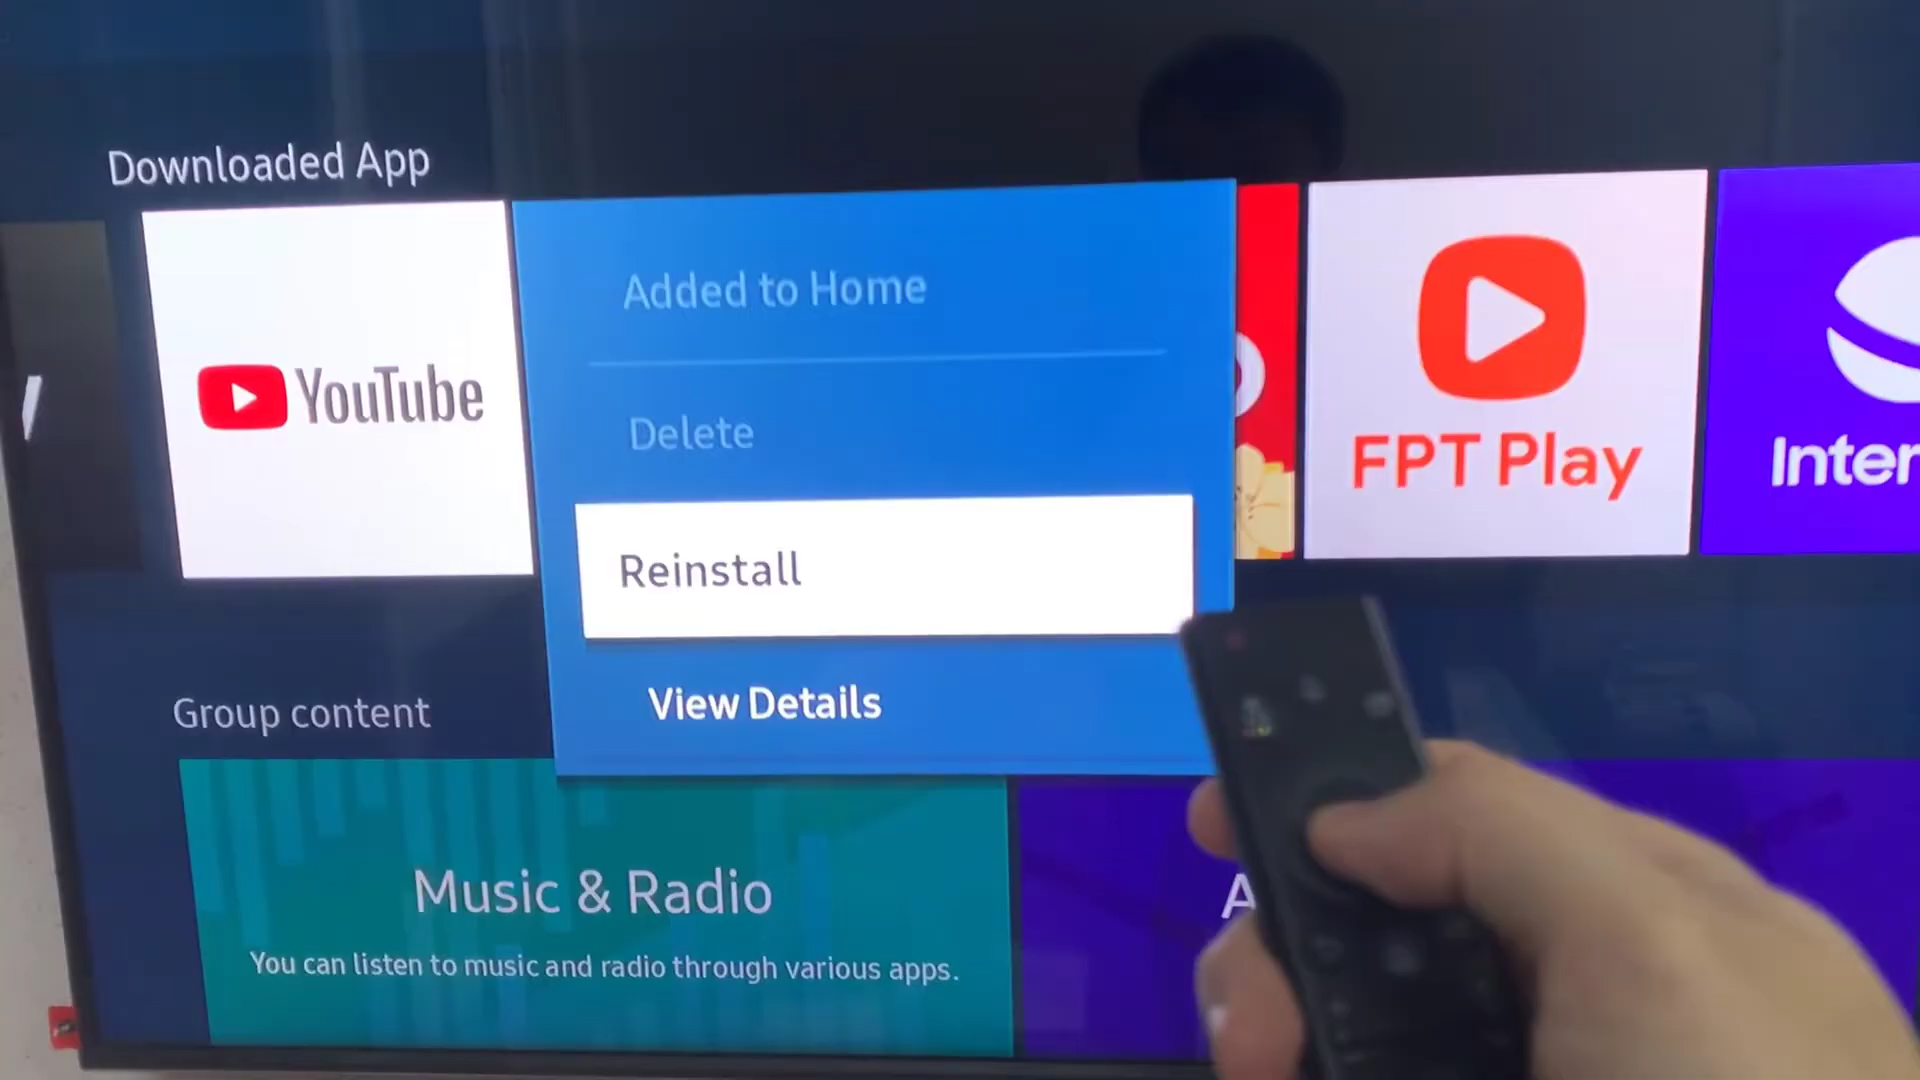 Downloaded App
YouTube
Added to Home
Delete
Reinstall
View Details
FPT Play
Inter
Group content
Music & Radio
You can listen to music and radio through various apps.
A